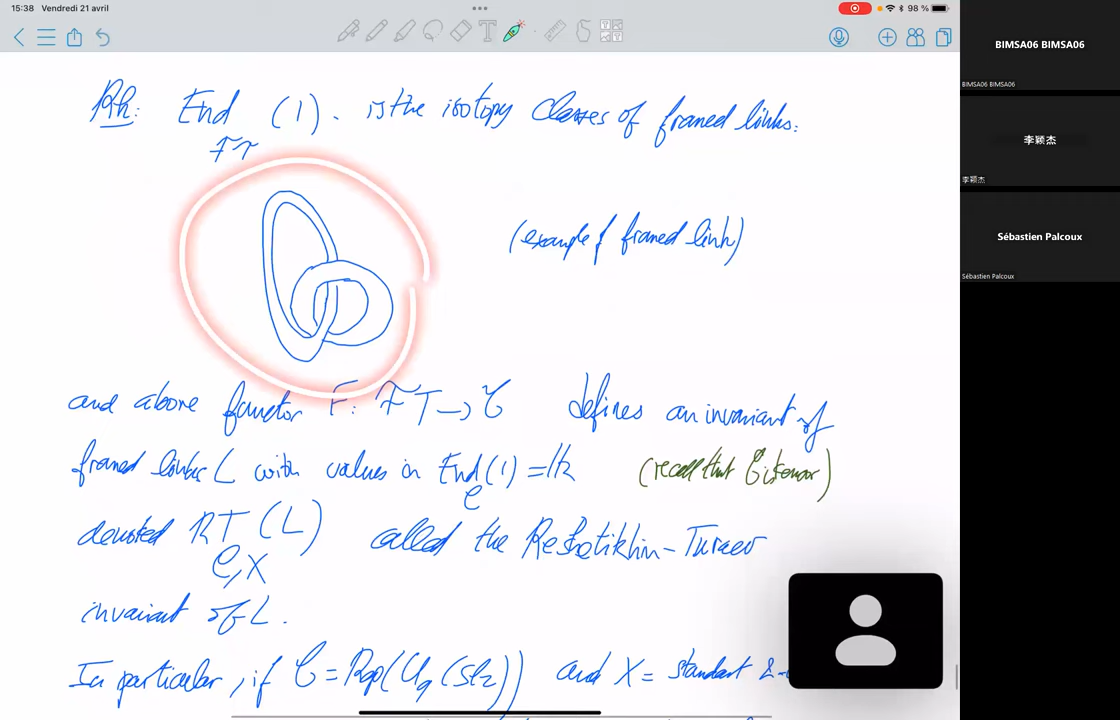 15:38 Vendredi 21 avril
98 %
BIMSA06 BIMSA06
BIMSA06 BIMSA06
李颖杰
李颖杰
Sébastien Palcoux
Sébastien Palcoux
Rk: End (1). is the isotopy classes of framed links.
FT
(example of framed link)
and above functor F: FT → C defines an invariant of
framed links L with values in End (1) = lk (recall that C is tensor)
C
denoted RT (L) called the Reshetikhin-Turaev
C,X
invariant of L.
In particular, if C = Rep(Uq(sl2)) and X = standard 2-